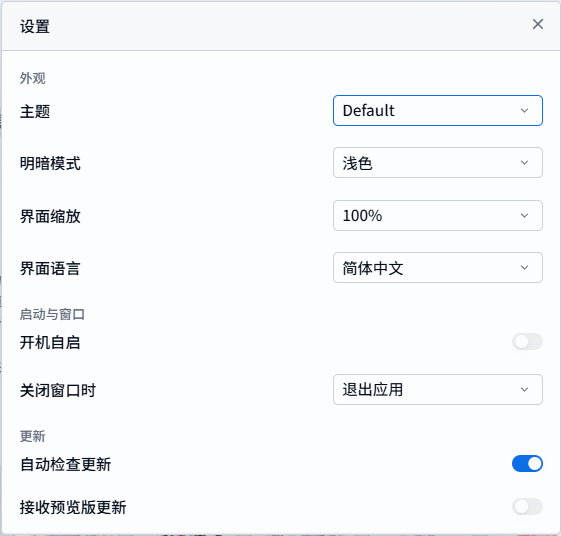 设置
外观
主题 Default
明暗模式 浅色
界面缩放 100%
界面语言 简体中文
启动与窗口
开机自启
关闭窗口时 退出应用
更新
自动检查更新
接收预览版更新